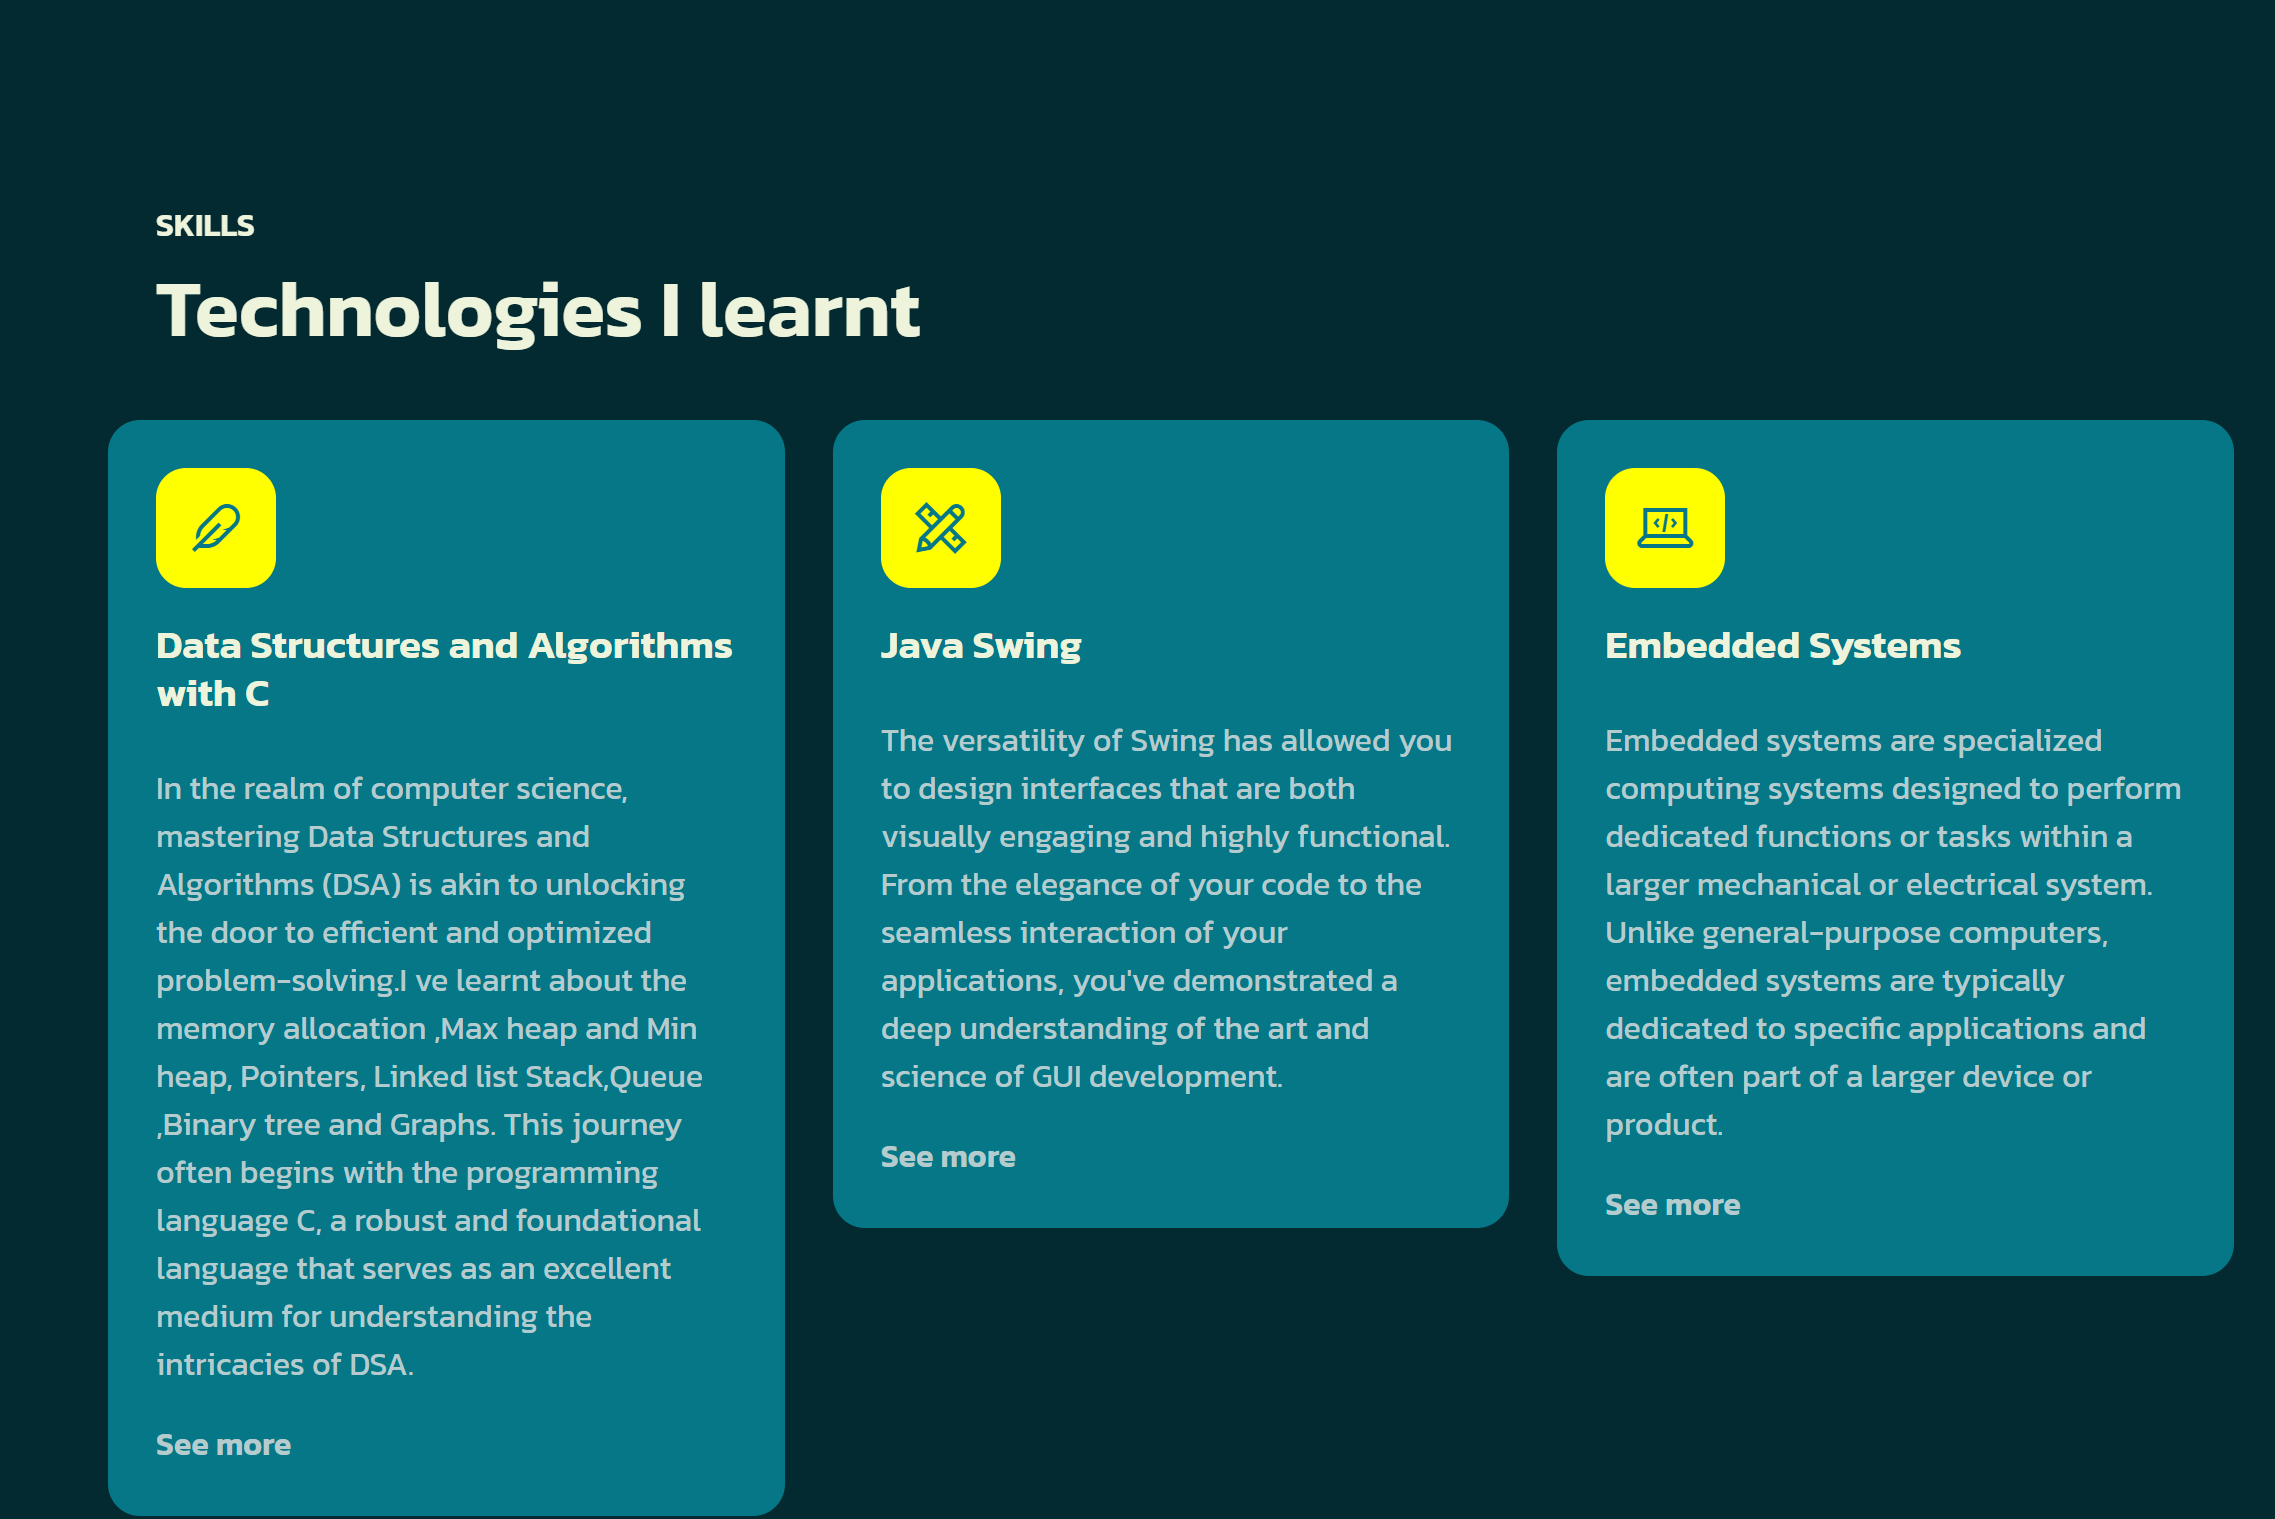 SKILLS
Technologies I learnt
Data Structures and Algorithms
with C
In the realm of computer science,
mastering Data Structures and
Algorithms (DSA) is akin to unlocking
the door to efficient and optimized
problem-solving.I ve learnt about the
memory allocation ,Max heap and Min
heap, Pointers, Linked list Stack,Queue
,Binary tree and Graphs. This journey
often begins with the programming
language C, a robust and foundational
language that serves as an excellent
medium for understanding the
intricacies of DSA.
See more
Java Swing
The versatility of Swing has allowed you
to design interfaces that are both
visually engaging and highly functional.
From the elegance of your code to the
seamless interaction of your
applications, you've demonstrated a
deep understanding of the art and
science of GUI development.
See more
Embedded Systems
Embedded systems are specialized
computing systems designed to perform
dedicated functions or tasks within a
larger mechanical or electrical system.
Unlike general-purpose computers,
embedded systems are typically
dedicated to specific applications and
are often part of a larger device or
product.
See more